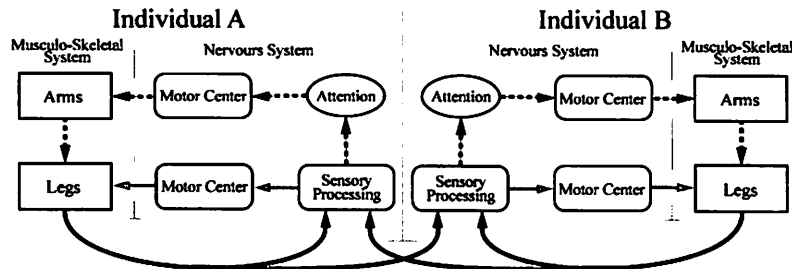 Individual A
Individual B
Musculo-Skeletal
System
Nervours System
Nervours System
Musculo-Skeletal
System
Arms
Motor Center
Attention
Attention
Motor Center
Arms
Legs
Motor Center
Sensory
Processing
Sensory
Processing
Motor Center
Legs